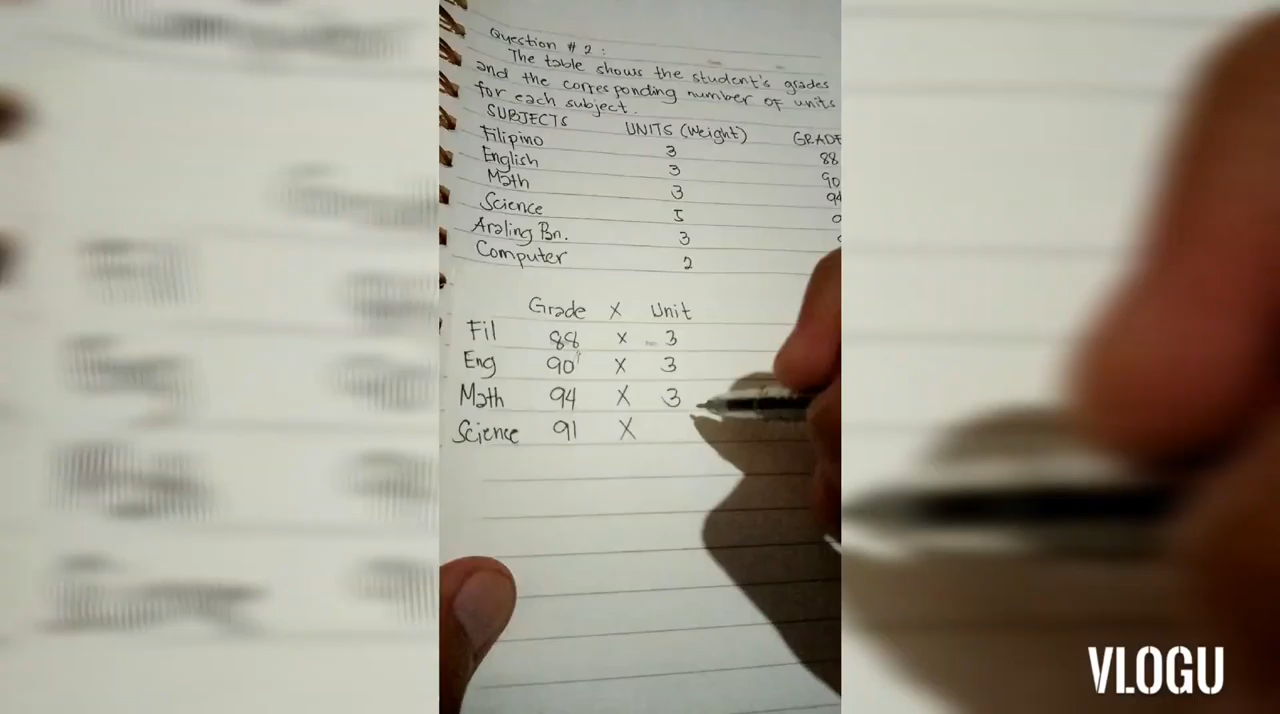 Question # 2 :
The table shows the student's grades
and the corresponding number of units
for each subject.
SUBJECTS UNITS (Weight) GRADE
Filipino 3 88
English 3 90
Math 3 94
Science 5
Araling Pn. 3
Computer 2
Grade X Unit
Fil 88 x 3
Eng 90 x 3
Math 94 X 3
Science 91 X
VLOGU